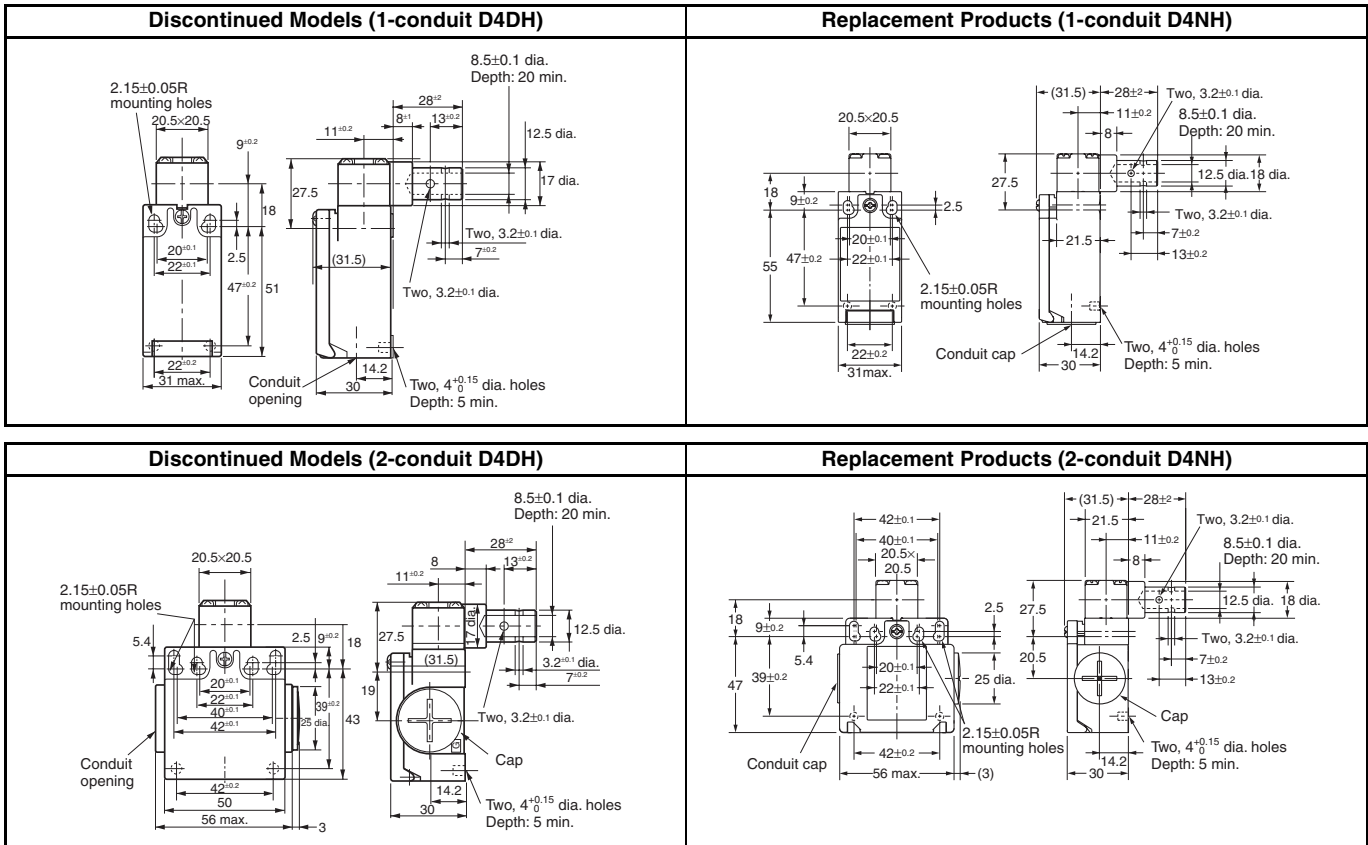 Discontinued Models (1-conduit D4DH)
Replacement Products (1-conduit D4NH)
8.5±0.1 dia.
Depth: 20 min.
2.15±0.05R
mounting holes
20.5×20.5
28±2
8±1
13±0.2
11±0.2
12.5 dia.
9±0.2
27.5
17 dia.
18
2.5
20±0.1
22±0.1
47±0.2
51
Two, 3.2±0.1 dia.
7±0.2
(31.5)
Two, 3.2±0.1 dia.
22±0.2
31 max.
Conduit
opening
14.2
30
Two, 4+0.15 0 dia. holes
Depth: 5 min.
(31.5)
28±2
Two, 3.2±0.1 dia.
11±0.2
8
8.5±0.1 dia.
Depth: 20 min.
20.5×20.5
27.5
12.5 dia.
18 dia.
18
9±0.2
2.5
Two, 3.2±0.1 dia.
7±0.2
21.5
13±0.2
20±0.1
22±0.1
47±0.2
55
2.15±0.05R
mounting holes
22±0.2
31max.
Conduit cap
14.2
30
Two, 4+0.15 0 dia. holes
Depth: 5 min.
Discontinued Models (2-conduit D4DH)
Replacement Products (2-conduit D4NH)
8.5±0.1 dia.
Depth: 20 min.
20.5×20.5
28±2
8
13±0.2
11±0.2
2.15±0.05R
mounting holes
5.4
2.5
9±0.2
18
27.5
17 dia.
12.5 dia.
(31.5)
3.2±0.1 dia.
7±0.2
19
20±0.1
22±0.1
40±0.1
42±0.1
25 dia.
39±0.2
43
Two, 3.2±0.1 dia.
Cap
G
Conduit
opening
42±0.2
50
56 max.
3
14.2
30
Two, 4+0.15 0 dia. holes
Depth: 5 min.
(31.5)
28±2
21.5
Two, 3.2±0.1 dia.
11±0.2
8
8.5±0.1 dia.
Depth: 20 min.
42±0.1
40±0.1
20.5×
20.5
18
9±0.2
5.4
2.5
27.5
12.5 dia.
18 dia.
Two, 3.2±0.1 dia.
7±0.2
13±0.2
20.5
20±0.1
22±0.1
39±0.2
47
25 dia.
Cap
2.15±0.05R
mounting holes
Conduit cap
42±0.2
56 max.
(3)
14.2
30
Two, 4+0.15 0 dia. holes
Depth: 5 min.